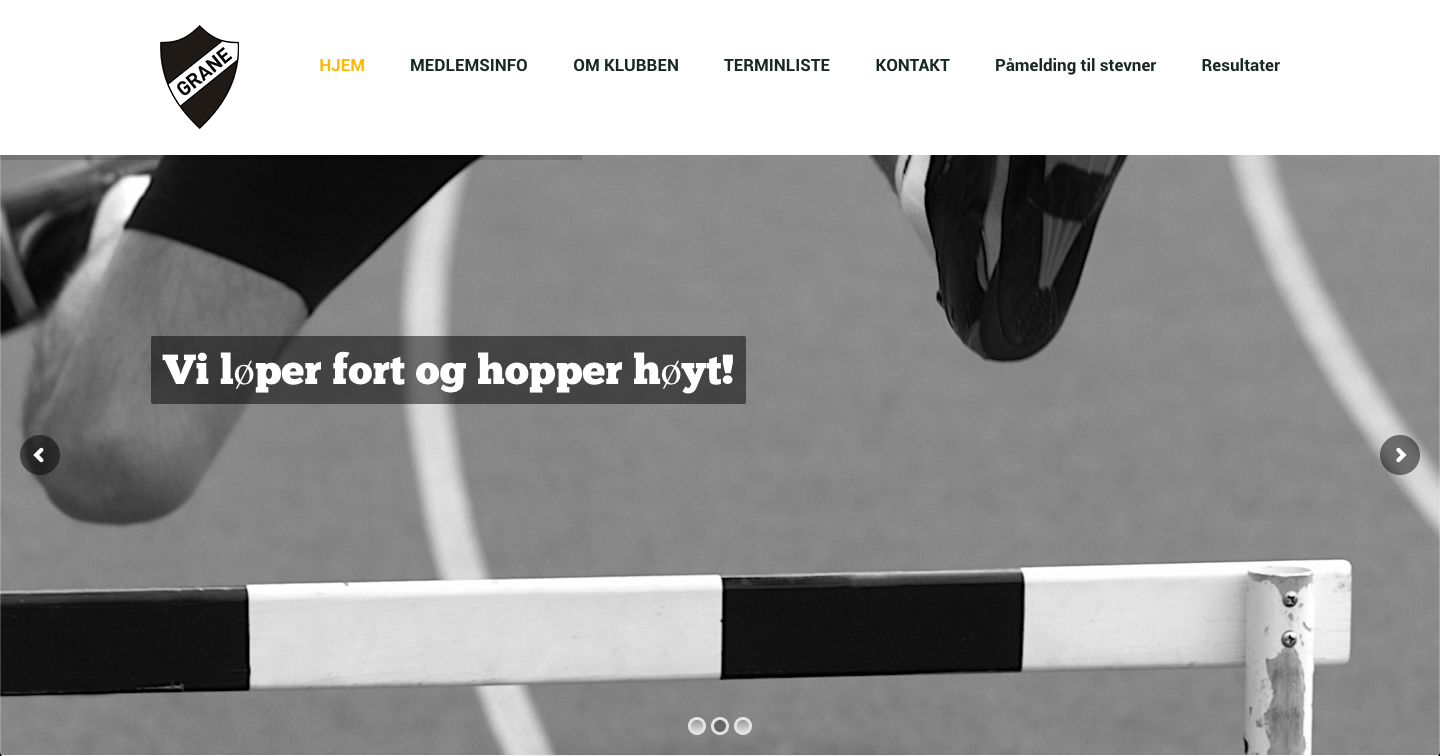 GRANE
HJEM MEDLEMSINFO OM KLUBBEN TERMINLISTE KONTAKT Påmelding til stevner Resultater
Vi løper fort og hopper høyt!